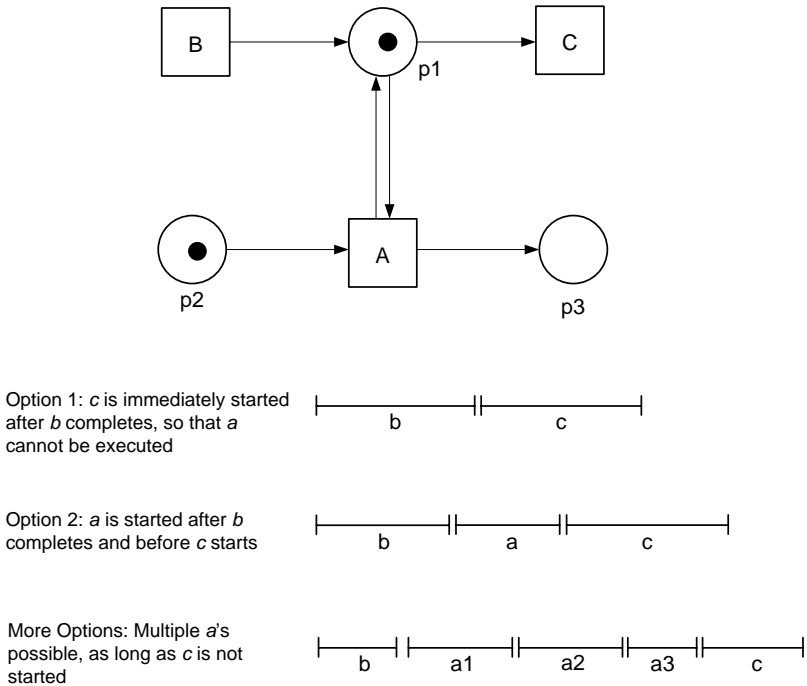 B
C
p1
A
p2
p3
Option 1: c is immediately started
after b completes, so that a
cannot be executed
b
c
Option 2: a is started after b
completes and before c starts
b
a
c
More Options: Multiple a's
possible, as long as c is not
started
b
a1
a2
a3
c